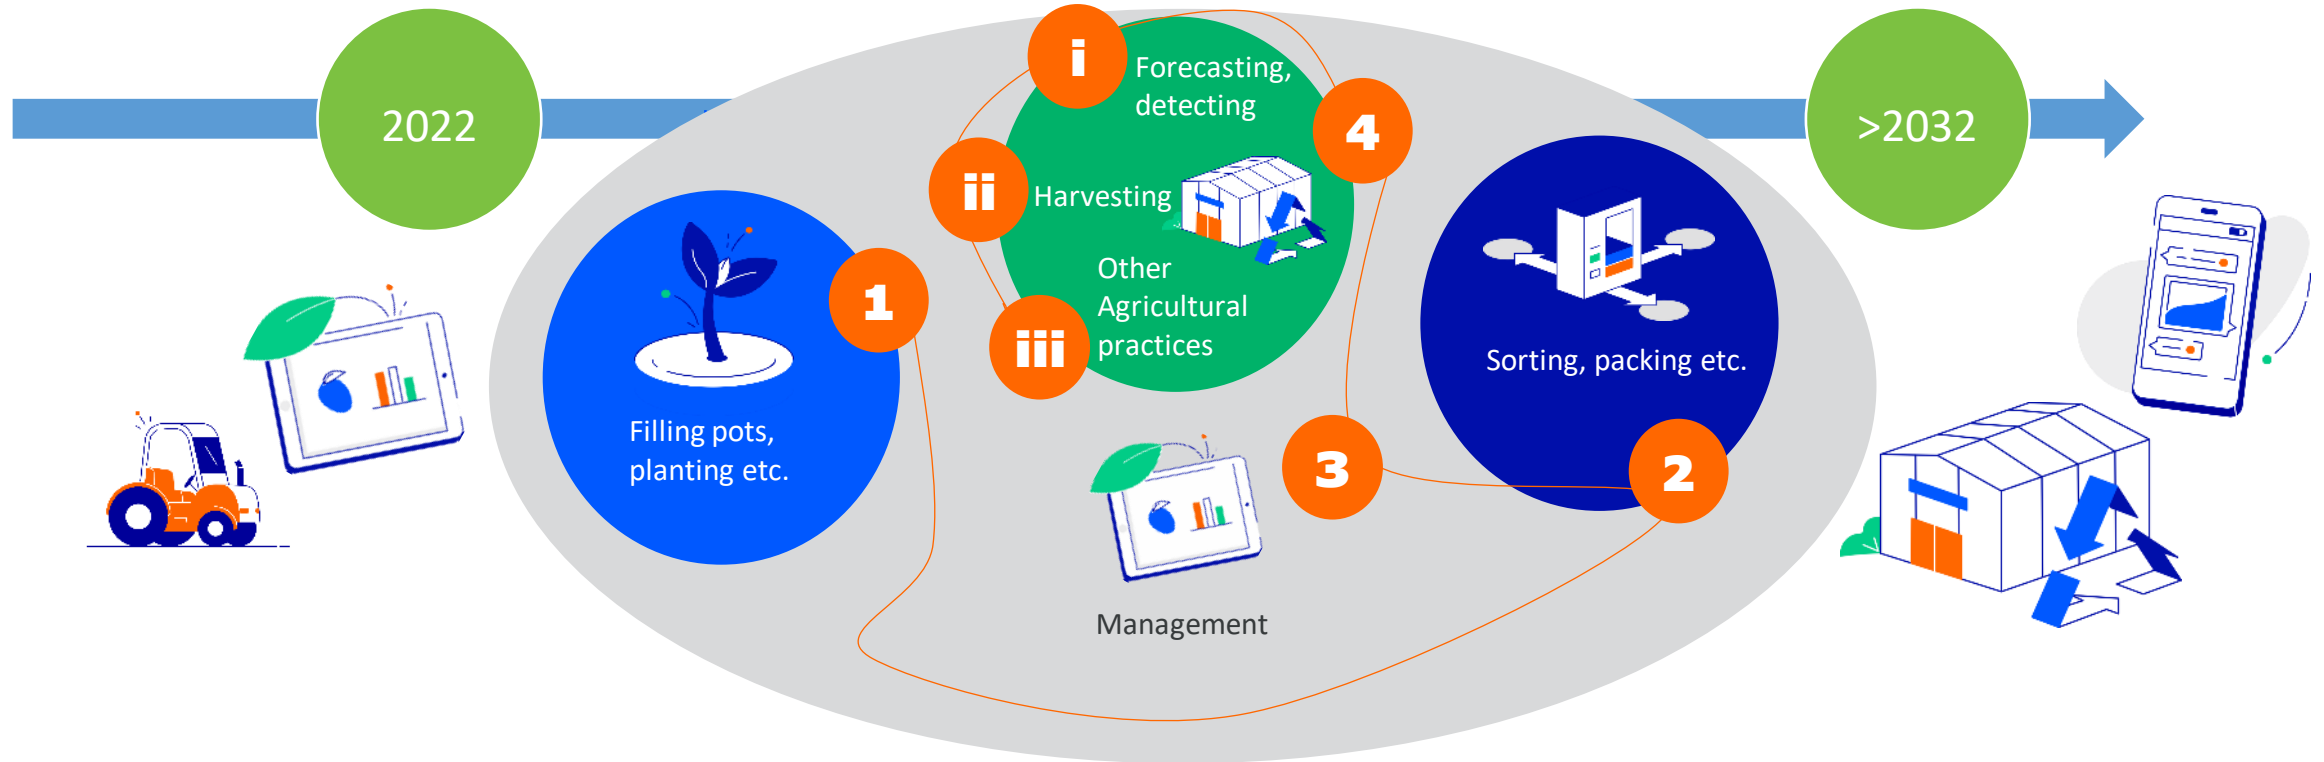 2022
>2032
i
Forecasting,
detecting
4
ii
Harvesting
iii
Other
Agricultural
practices
1
Filling pots,
planting etc.
Sorting, packing etc.
2
3
Management